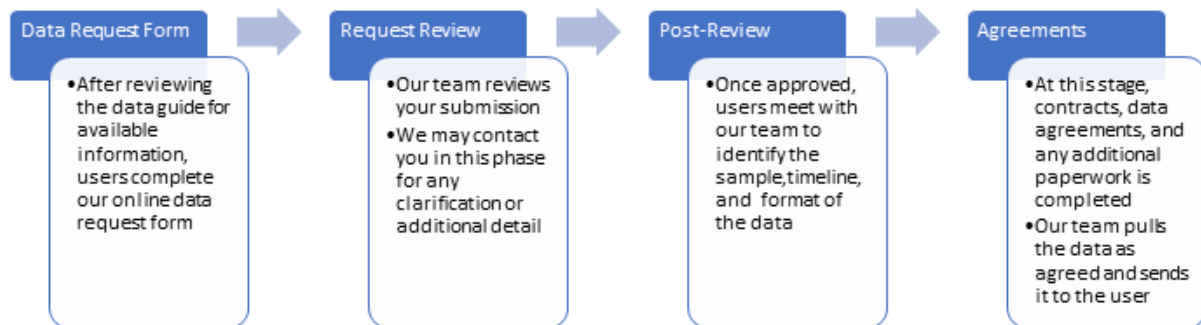 Data Request Form
•After reviewing
the data guide for
available
information,
users complete
our online data
request form
Request Review
•Our team reviews
your submission
•We may contact
you in this phase
for any
clarification or
additional detail
Post-Review
•Once approved,
users meet with
our team to
identify the
sample,timeline,
and format of
the data
Agreements
•At this stage,
contracts, data
agreements, and
any additional
paperwork is
completed
•Our team pulls
the data as
agreed and sends
it to the user